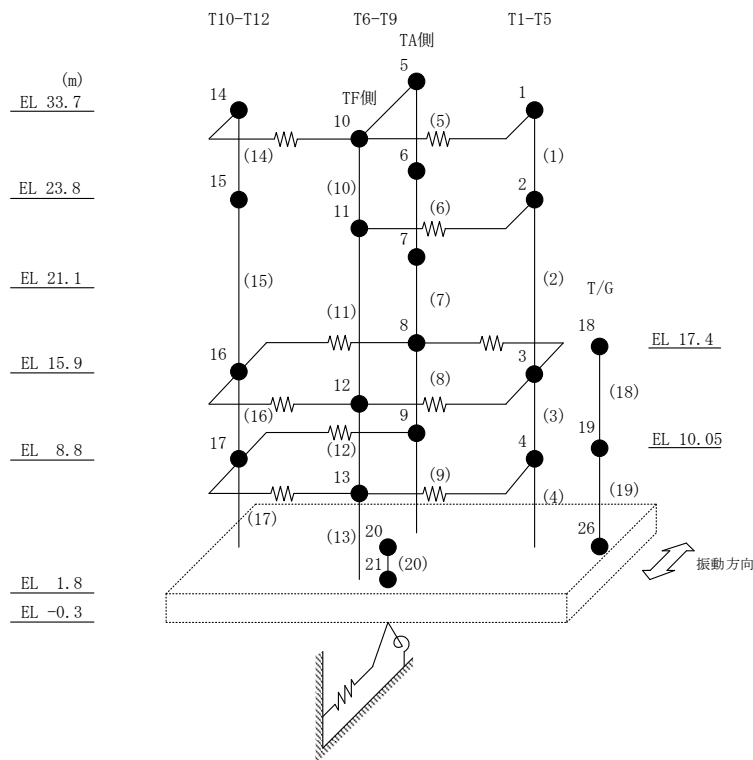 T10-T12
T6-T9
T1-T5
TA側
5
(m)
TF側
EL 33.7
14
10
1
(5)
(14)
(1)
6
15
(10)
2
EL 23.8
11
(6)
7
EL 21.1
(15)
(2)
T/G
(11)
(7)
8
18
EL 17.4
16
3
EL 15.9
12
(8)
(18)
(16)
9
(3)
19
17
(12)
4
EL 10.05
EL 8.8
13
(9)
(4)
(19)
(17)
(13)
20
26
21
(20)
振動方向
EL 1.8
EL -0.3